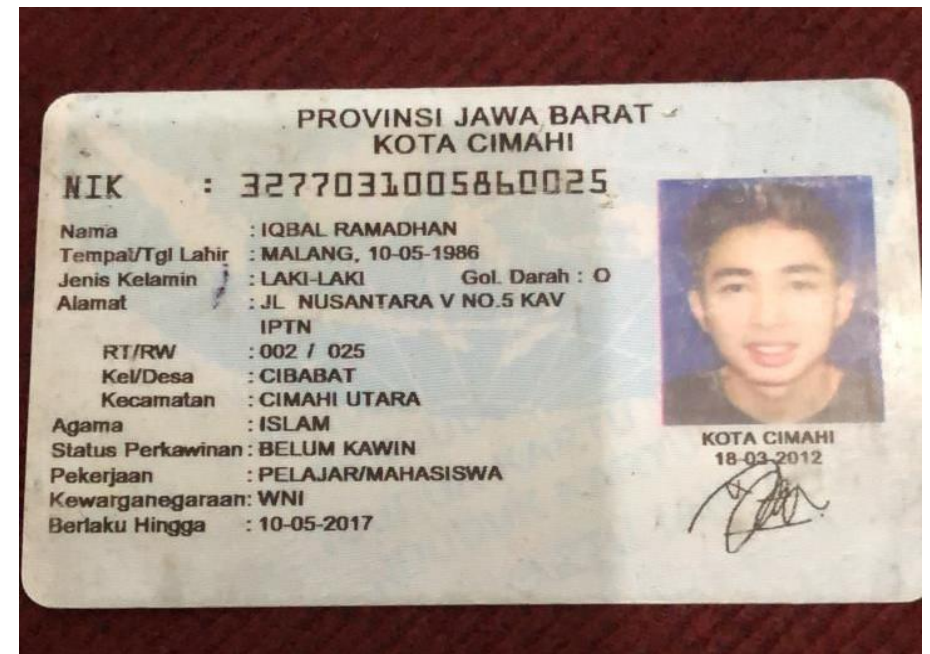 PROVINSI JAWA BARAT
KOTA CIMAHI
NIK : 3277031005860025
Nama : IQBAL RAMADHAN
Tempat/Tgl Lahir : MALANG, 10-05-1986
Jenis Kelamin : LAKI-LAKI Gol. Darah : O
Alamat : JL NUSANTARA V NO.5 KAV
IPTN
RT/RW : 002 / 025
Kel/Desa : CIBABAT
Kecamatan : CIMAHI UTARA
Agama : ISLAM
Status Perkawinan : BELUM KAWIN
Pekerjaan : PELAJAR/MAHASISWA
Kewarganegaraan: WNI
Berlaku Hingga : 10-05-2017
KOTA CIMAHI
18-03-2012